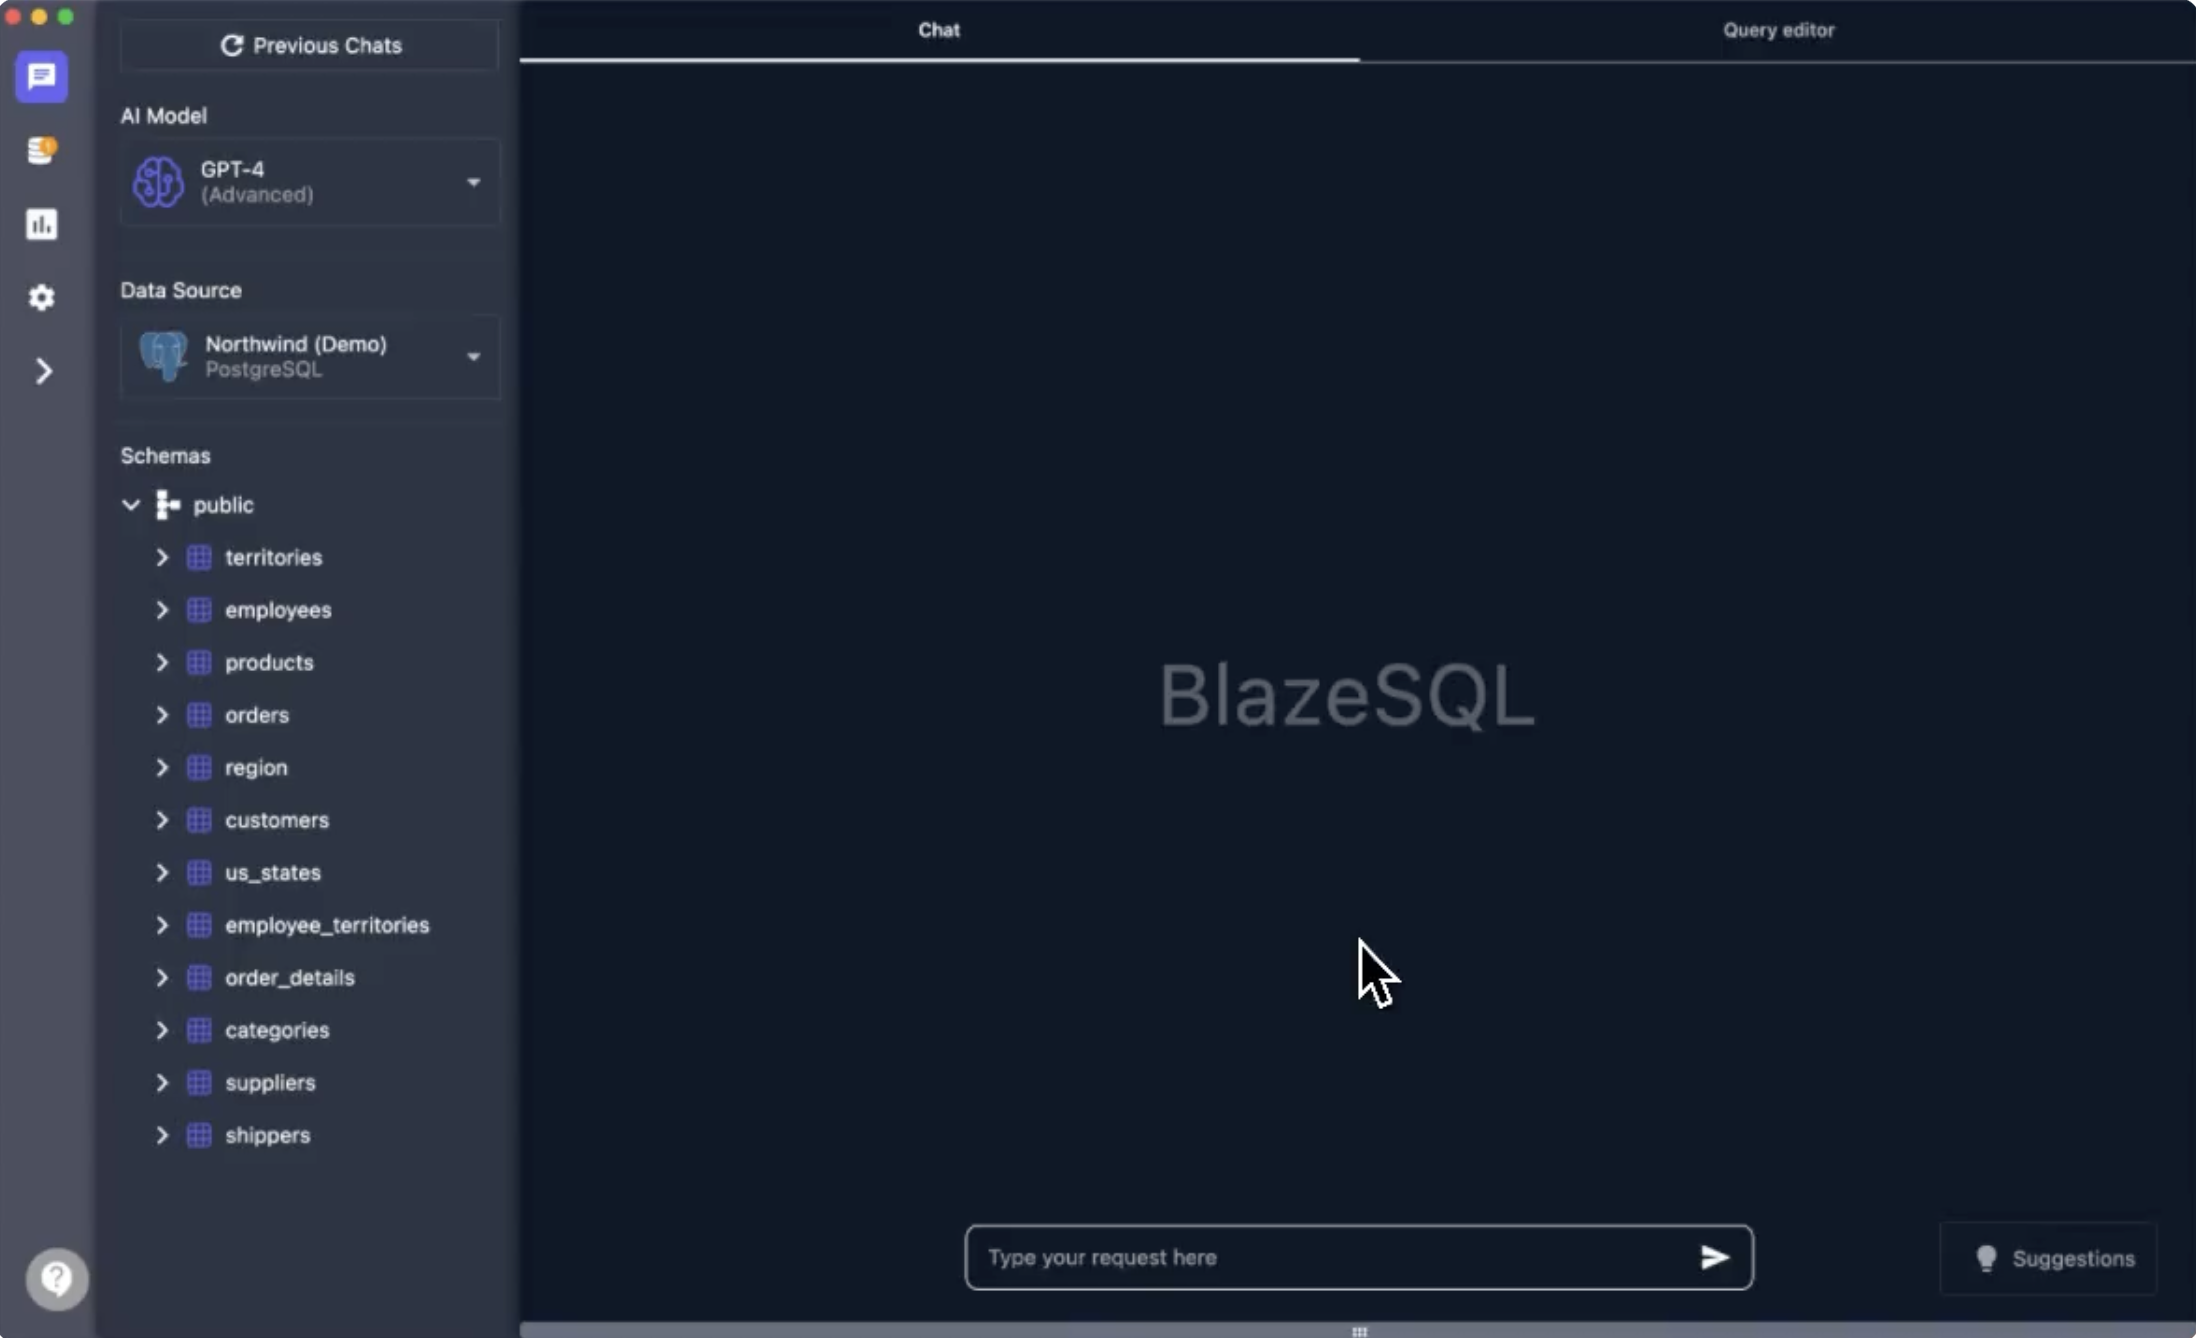 Previous Chats
AI Model
GPT-4
(Advanced)
Data Source
Northwind (Demo)
PostgreSQL
Schemas
public
territories
employees
products
orders
region
customers
us_states
employee_territories
order_details
categories
suppliers
shippers
Chat
Query editor
BlazeSQL
Type your request here
Suggestions